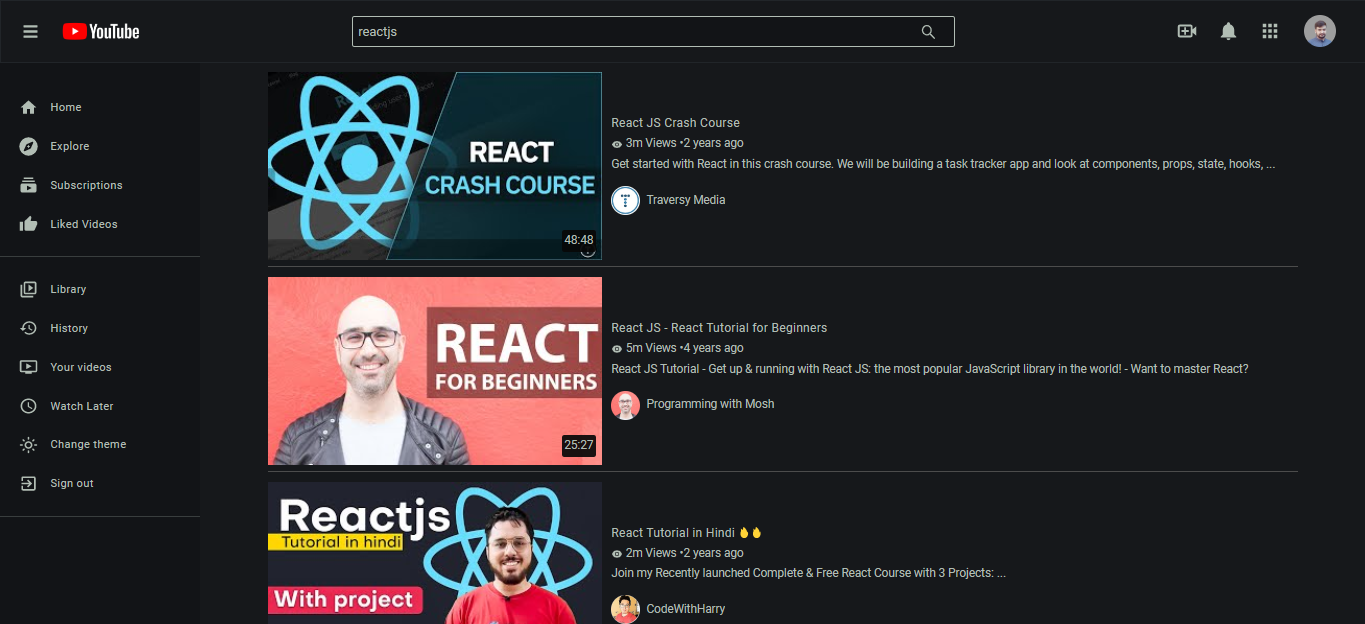 YouTube
reactjs
Home
Explore
Subscriptions
Liked Videos
Library
History
Your videos
Watch Later
Change theme
Sign out
REACT
CRASH COURSE
48:48
React JS Crash Course
3m Views •2 years ago
Get started with React in this crash course. We will be building a task tracker app and look at components, props, state, hooks, ...
Traversy Media
REACT
FOR BEGINNERS
25:27
React JS - React Tutorial for Beginners
5m Views •4 years ago
React JS Tutorial - Get up & running with React JS: the most popular JavaScript library in the world! - Want to master React?
Programming with Mosh
Reactjs
Tutorial in hindi
With project
React Tutorial in Hindi 🔥🔥
2m Views •2 years ago
Join my Recently launched Complete & Free React Course with 3 Projects: ...
CodeWithHarry